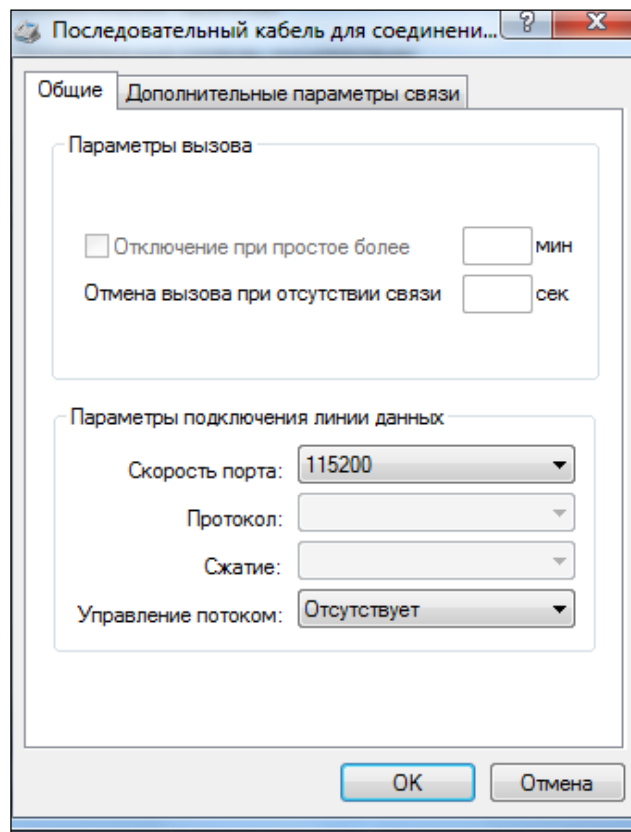 Последовательный кабель для соединени...
Общие Дополнительные параметры связи
Параметры вызова
Отключение при простое более мин
Отмена вызова при отсутствии связи сек
Параметры подключения линии данных
Скорость порта: 115200
Протокол:
Сжатие:
Управление потоком: Отсутствует
OK Отмена